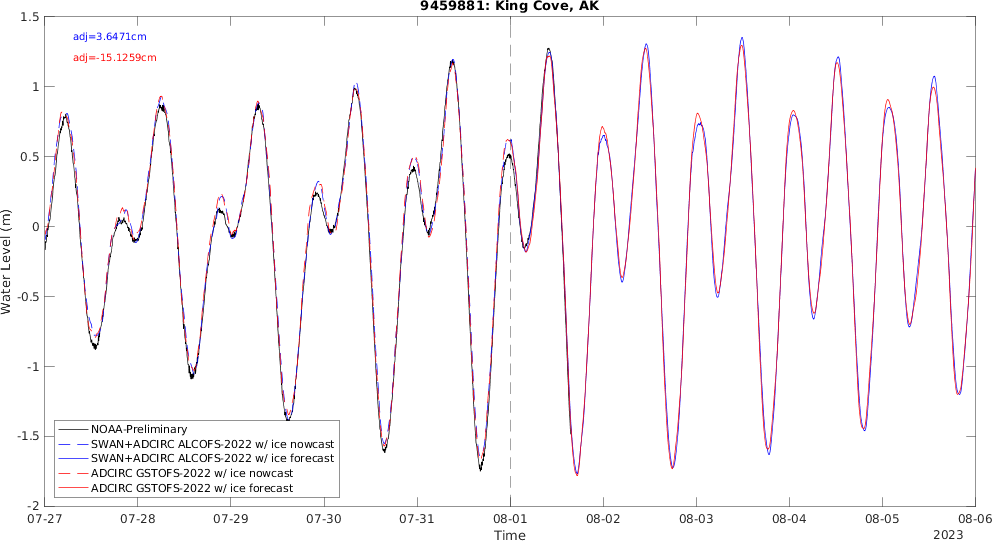 9459881: King Cove, AK
adj=3.6471cm
adj=-15.1259cm
Water Level (m)
1.5
1
0.5
0
-0.5
-1
-1.5
-2
NOAA-Preliminary
SWAN+ADCIRC ALCOFS-2022 w/ ice nowcast
SWAN+ADCIRC ALCOFS-2022 w/ ice forecast
ADCIRC GSTOFS-2022 w/ ice nowcast
ADCIRC GSTOFS-2022 w/ ice forecast
07-27 07-28 07-29 07-30 07-31 08-01 08-02 08-03 08-04 08-05 08-06
Time
2023